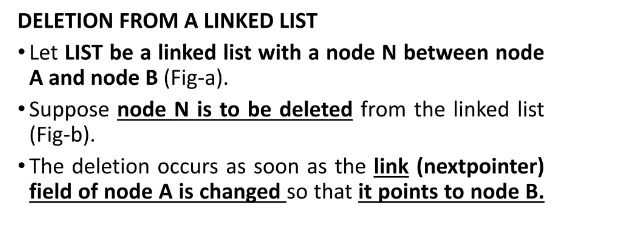 DELETION FROM A LINKED LIST
• Let LIST be a linked list with a node N between node
A and node B (Fig-a).
• Suppose node N is to be deleted from the linked list
(Fig-b).
• The deletion occurs as soon as the link (nextpointer)
field of node A is changed so that it points to node B.